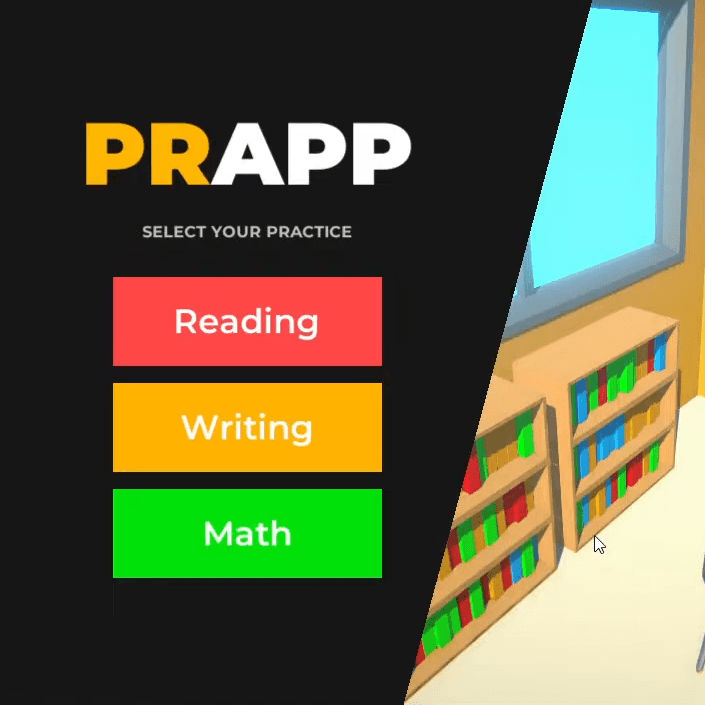 PRAPP
SELECT YOUR PRACTICE
Reading
Writing
Math